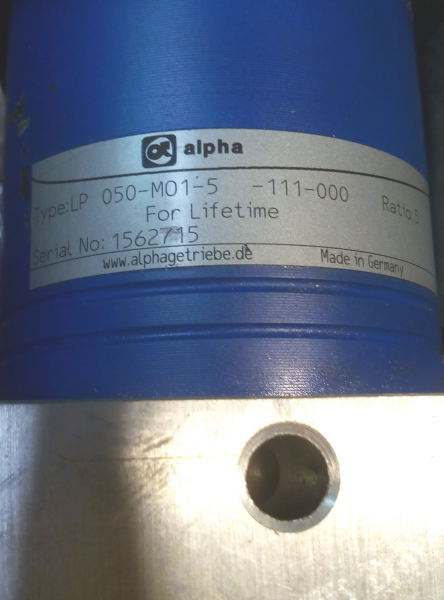 alpha
Type:LP 050-M01-5 -111-000 Ratio:5
For Lifetime
Serial No: 1562715
www.alphagetriebe.de Made in Germany